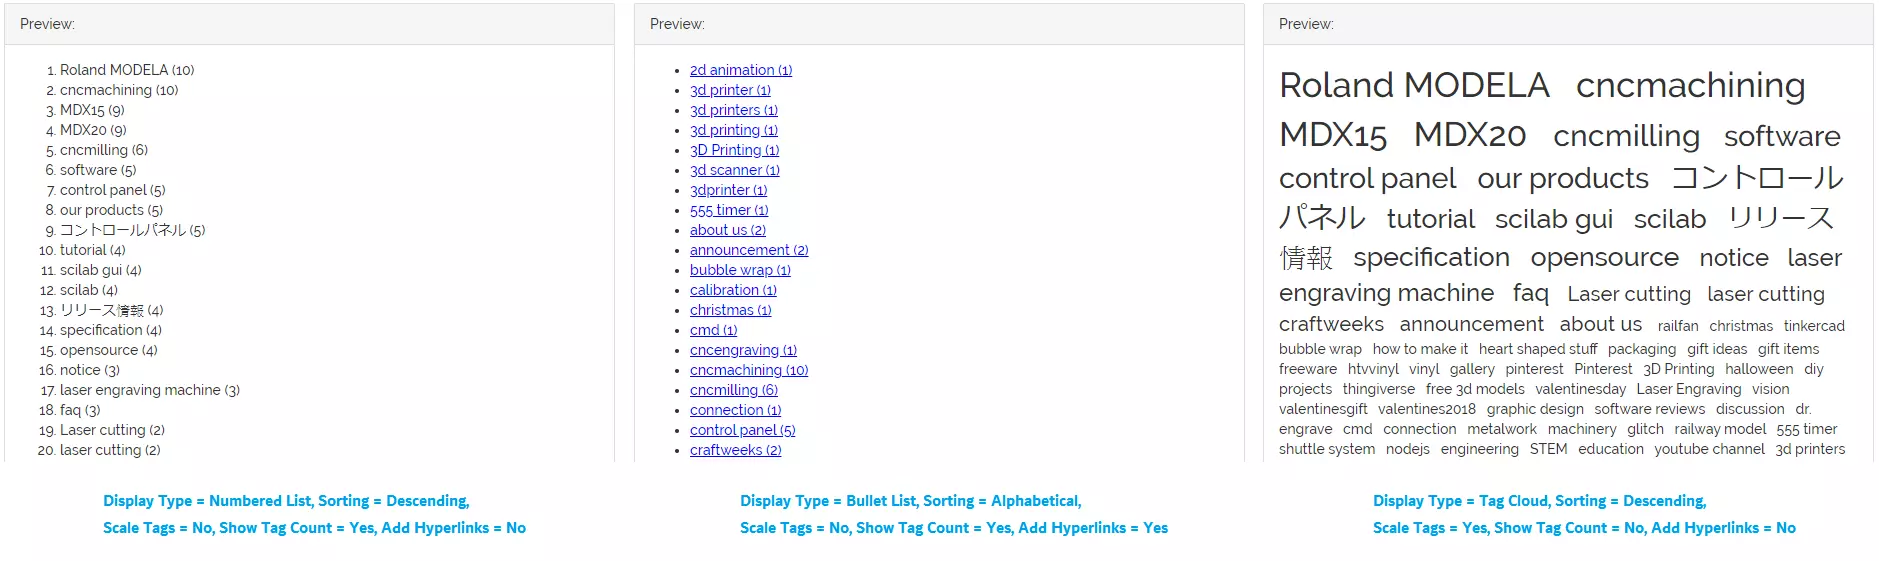 Preview:
1. Roland MODELA (10)
2. cncmachining (10)
3. MDX15 (9)
4. MDX20 (9)
5. cncmilling (6)
6. software (5)
7. control panel (5)
8. our products (5)
9. コントロールパネル (5)
10. tutorial (4)
11. scilab gui (4)
12. scilab (4)
13. リリース情報 (4)
14. specification (4)
15. opensource (4)
16. notice (3)
17. laser engraving machine (3)
18. faq (3)
19. Laser cutting (2)
20. laser cutting (2)
Display Type = Numbered List, Sorting = Descending,
Scale Tags = No, Show Tag Count = Yes, Add Hyperlinks = No
Preview:
• 2d animation (1)
• 3d printer (1)
• 3d printers (1)
• 3d printing (1)
• 3D Printing (1)
• 3d scanner (1)
• 3dprinter (1)
• 555 timer (1)
• about us (2)
• announcement (2)
• bubble wrap (1)
• calibration (1)
• christmas (1)
• cmd (1)
• cncengraving (1)
• cncmachining (10)
• cncmilling (6)
• connection (1)
• control panel (5)
• craftweeks (2)
Display Type = Bullet List, Sorting = Alphabetical,
Scale Tags = No, Show Tag Count = Yes, Add Hyperlinks = Yes
Preview:
Roland MODELA cncmachining
MDX15 MDX20 cncmilling software
control panel our products コントロール
パネル tutorial scilab gui scilab リリース
情報 specification opensource notice laser
engraving machine faq Laser cutting laser cutting
craftweeks announcement about us railfan christmas tinkercad
bubble wrap how to make it heart shaped stuff packaging gift ideas gift items
freeware htvvinyl vinyl gallery pinterest Pinterest 3D Printing halloween diy
projects thingiverse free 3d models valentinesday Laser Engraving vision
valentinesgift valentines2018 graphic design software reviews discussion dr.
engrave cmd connection metalwork machinery glitch railway model 555 timer
shuttle system nodejs engineering STEM education youtube channel 3d printers
Display Type = Tag Cloud, Sorting = Descending,
Scale Tags = Yes, Show Tag Count = No, Add Hyperlinks = No